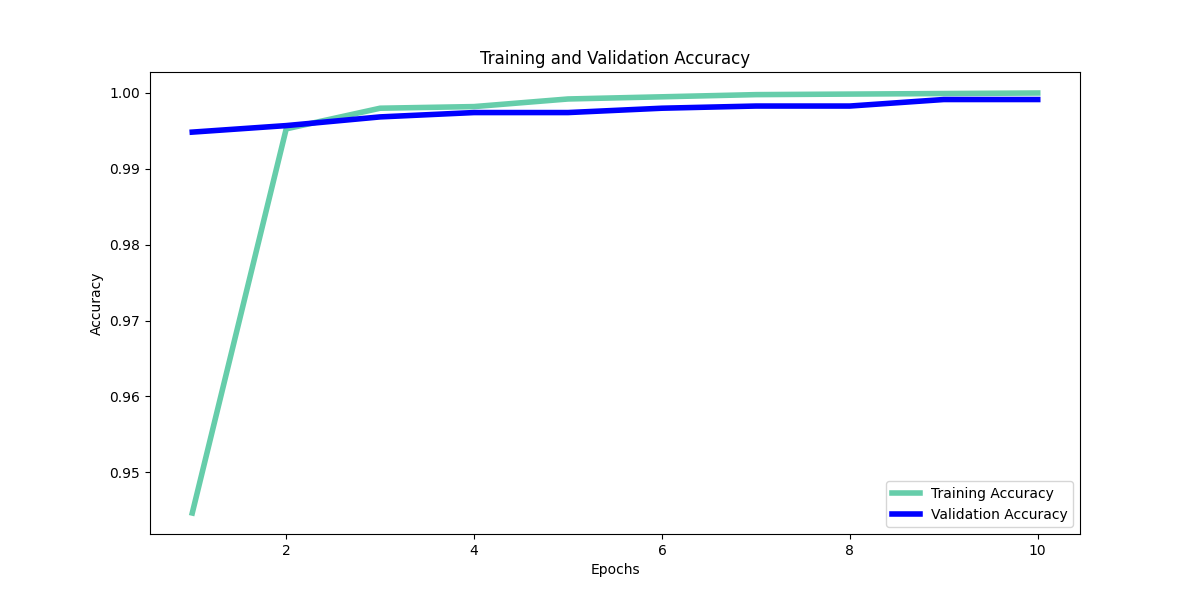 Training and Validation Accuracy
1.00
0.99
0.98
0.97
0.96
0.95
Accuracy
2 4 6 8 10
Epochs
Training Accuracy
Validation Accuracy